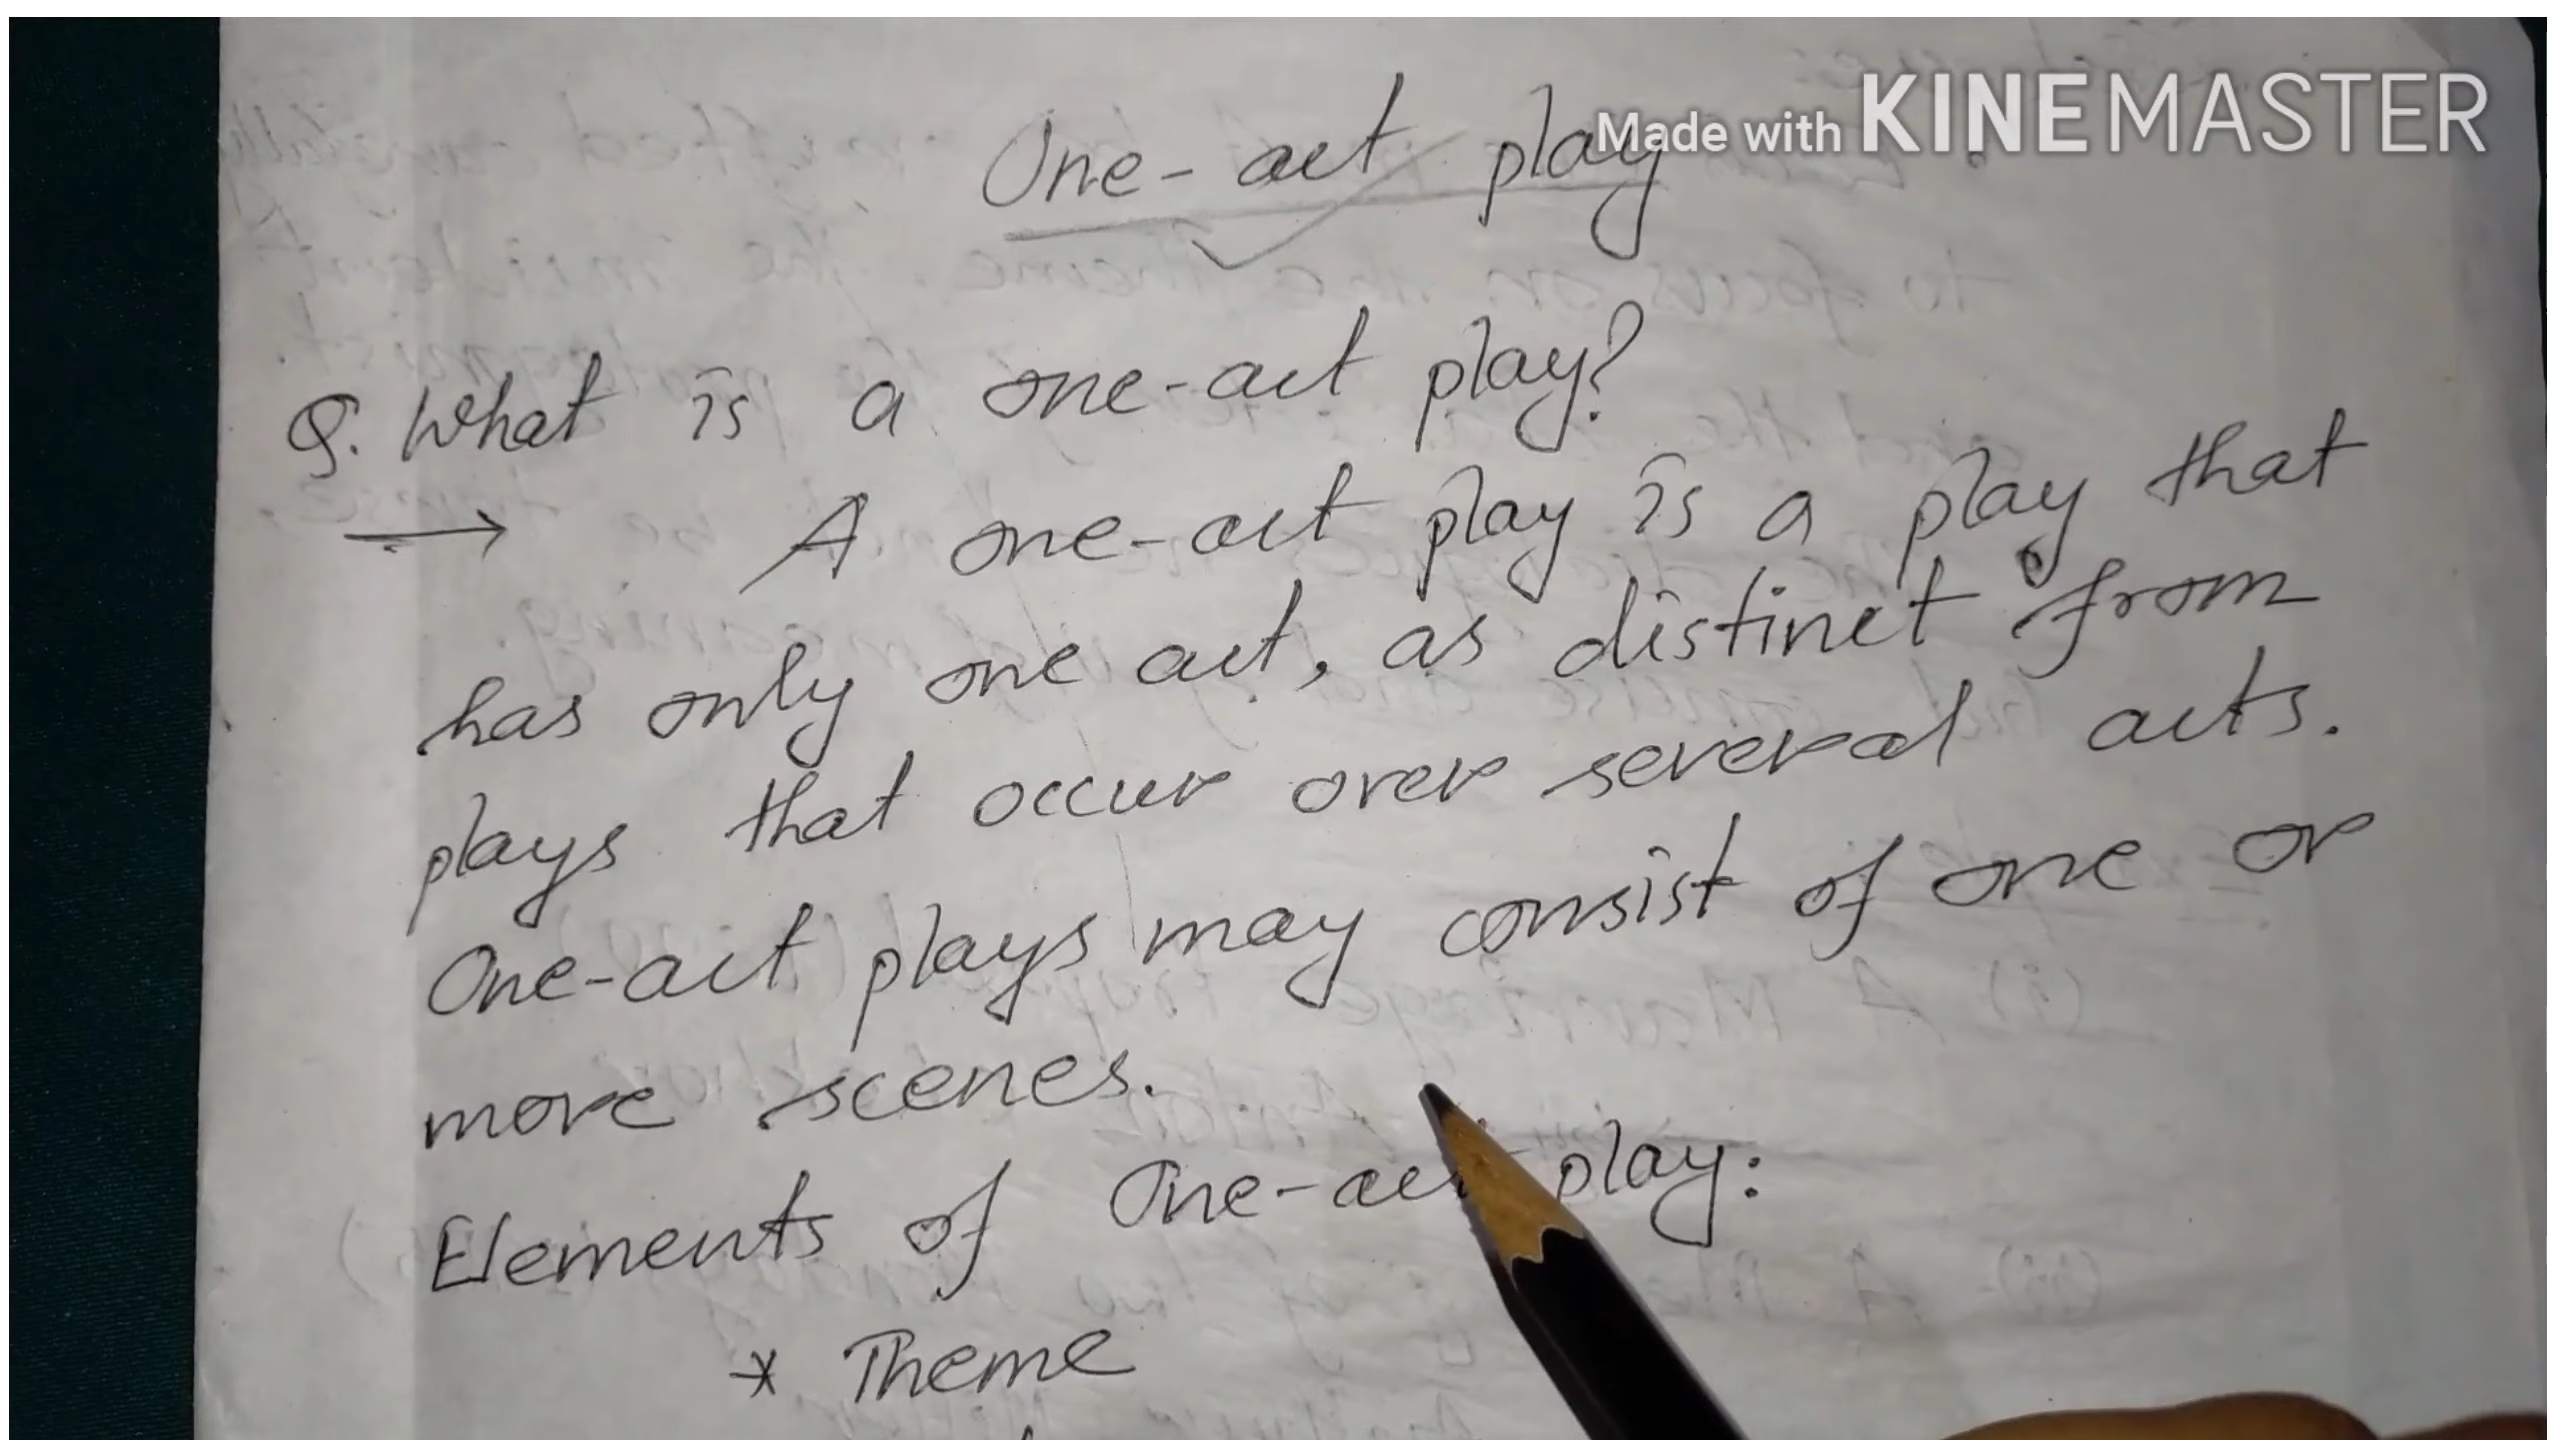 Made with KINEMASTER
One-act play
Q. What is a one-act play?
→ A one-act play is a play that
has only one act, as distinct from
plays that occur over several acts.
One-act plays may consist of one or
more scenes.
Elements of One-act play:
* Theme